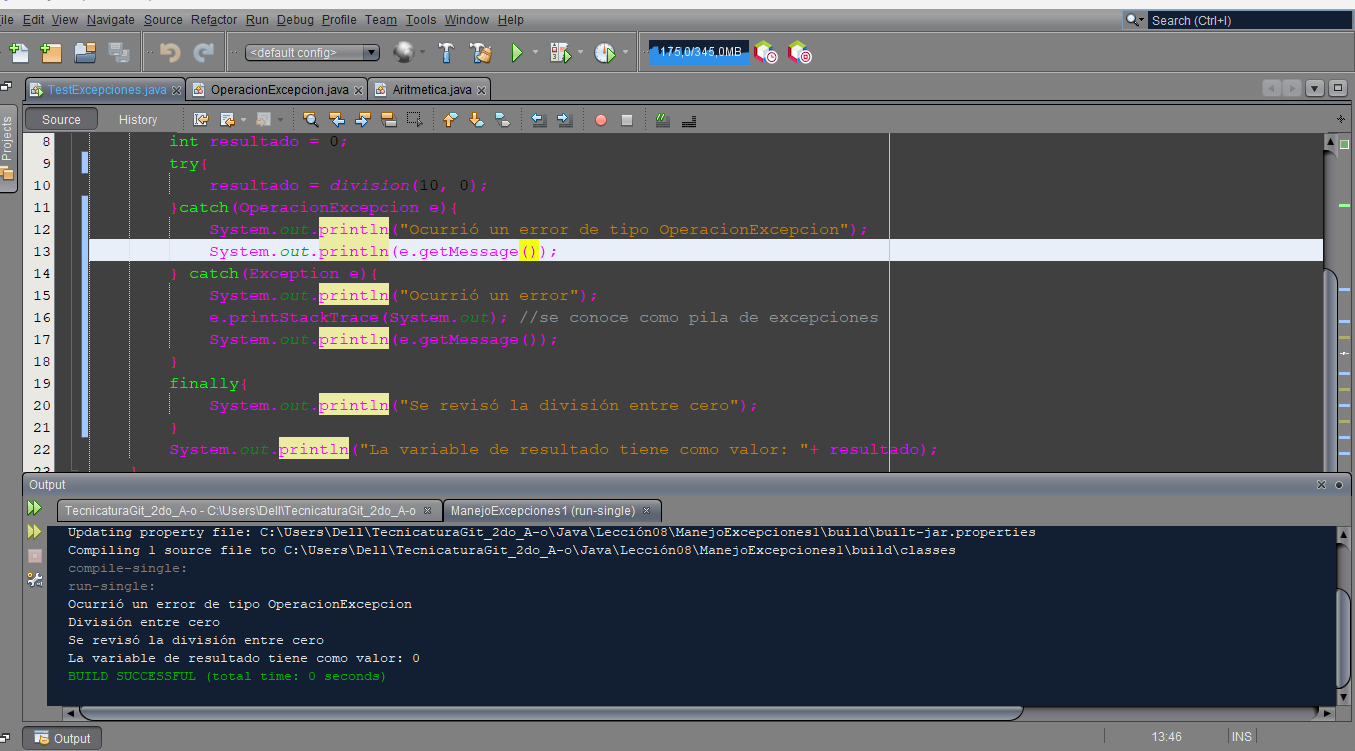 ile Edit View Navigate Source Refactor Run Debug Profile Team Tools Window Help
Search (Ctrl+I)
<default config>
175,0/345,0MB
TestExcepciones.java
OperacionExcepcion.java
Aritmetica.java
Source
History
Projects
8 int resultado = 0;
9 try{
10 resultado = division(10, 0);
11 }catch(OperacionExcepcion e){
12 System.out.println("Ocurrió un error de tipo OperacionExcepcion");
13 System.out.println(e.getMessage());
14 } catch(Exception e){
15 System.out.println("Ocurrió un error");
16 e.printStackTrace(System.out); //se conoce como pila de excepciones
17 System.out.println(e.getMessage());
18 }
19 finally{
20 System.out.println("Se revisó la división entre cero");
21 }
22 System.out.println("La variable de resultado tiene como valor: "+ resultado);
23 }
Output
TecnicaturaGit_2do_A-o - C:\Users\Dell\TecnicaturaGit_2do_A-o
ManejoExcepciones1 (run-single)
Updating property file: C:\Users\Dell\TecnicaturaGit_2do_A-o\Java\Lección08\ManejoExcepciones1\build\built-jar.properties
Compiling 1 source file to C:\Users\Dell\TecnicaturaGit_2do_A-o\Java\Lección08\ManejoExcepciones1\build\classes
compile-single:
run-single:
Ocurrió un error de tipo OperacionExcepcion
División entre cero
Se revisó la división entre cero
La variable de resultado tiene como valor: 0
BUILD SUCCESSFUL (total time: 0 seconds)
Output
13:46
INS